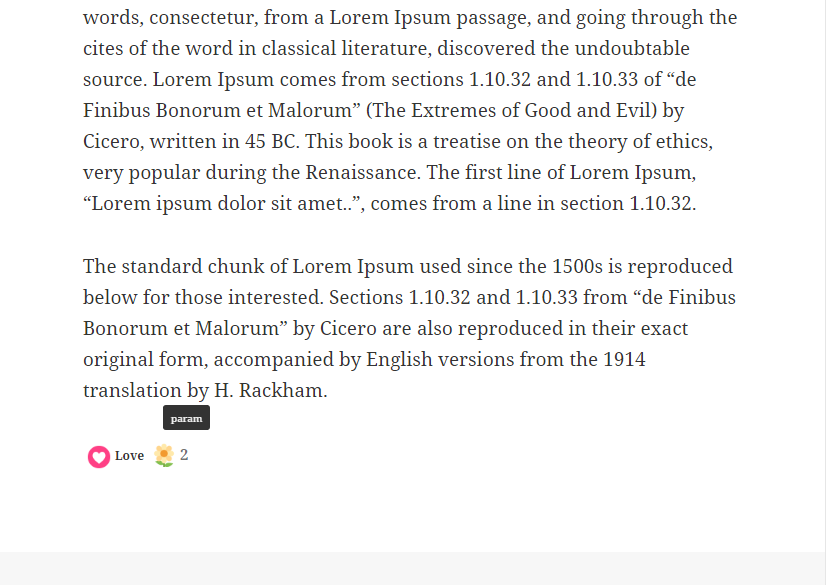 words, consectetur, from a Lorem Ipsum passage, and going through the
cites of the word in classical literature, discovered the undoubtable
source. Lorem Ipsum comes from sections 1.10.32 and 1.10.33 of “de
Finibus Bonorum et Malorum” (The Extremes of Good and Evil) by
Cicero, written in 45 BC. This book is a treatise on the theory of ethics,
very popular during the Renaissance. The first line of Lorem Ipsum,
“Lorem ipsum dolor sit amet..”, comes from a line in section 1.10.32.
The standard chunk of Lorem Ipsum used since the 1500s is reproduced
below for those interested. Sections 1.10.32 and 1.10.33 from “de Finibus
Bonorum et Malorum” by Cicero are also reproduced in their exact
original form, accompanied by English versions from the 1914
translation by H. Rackham.
param
Love 2